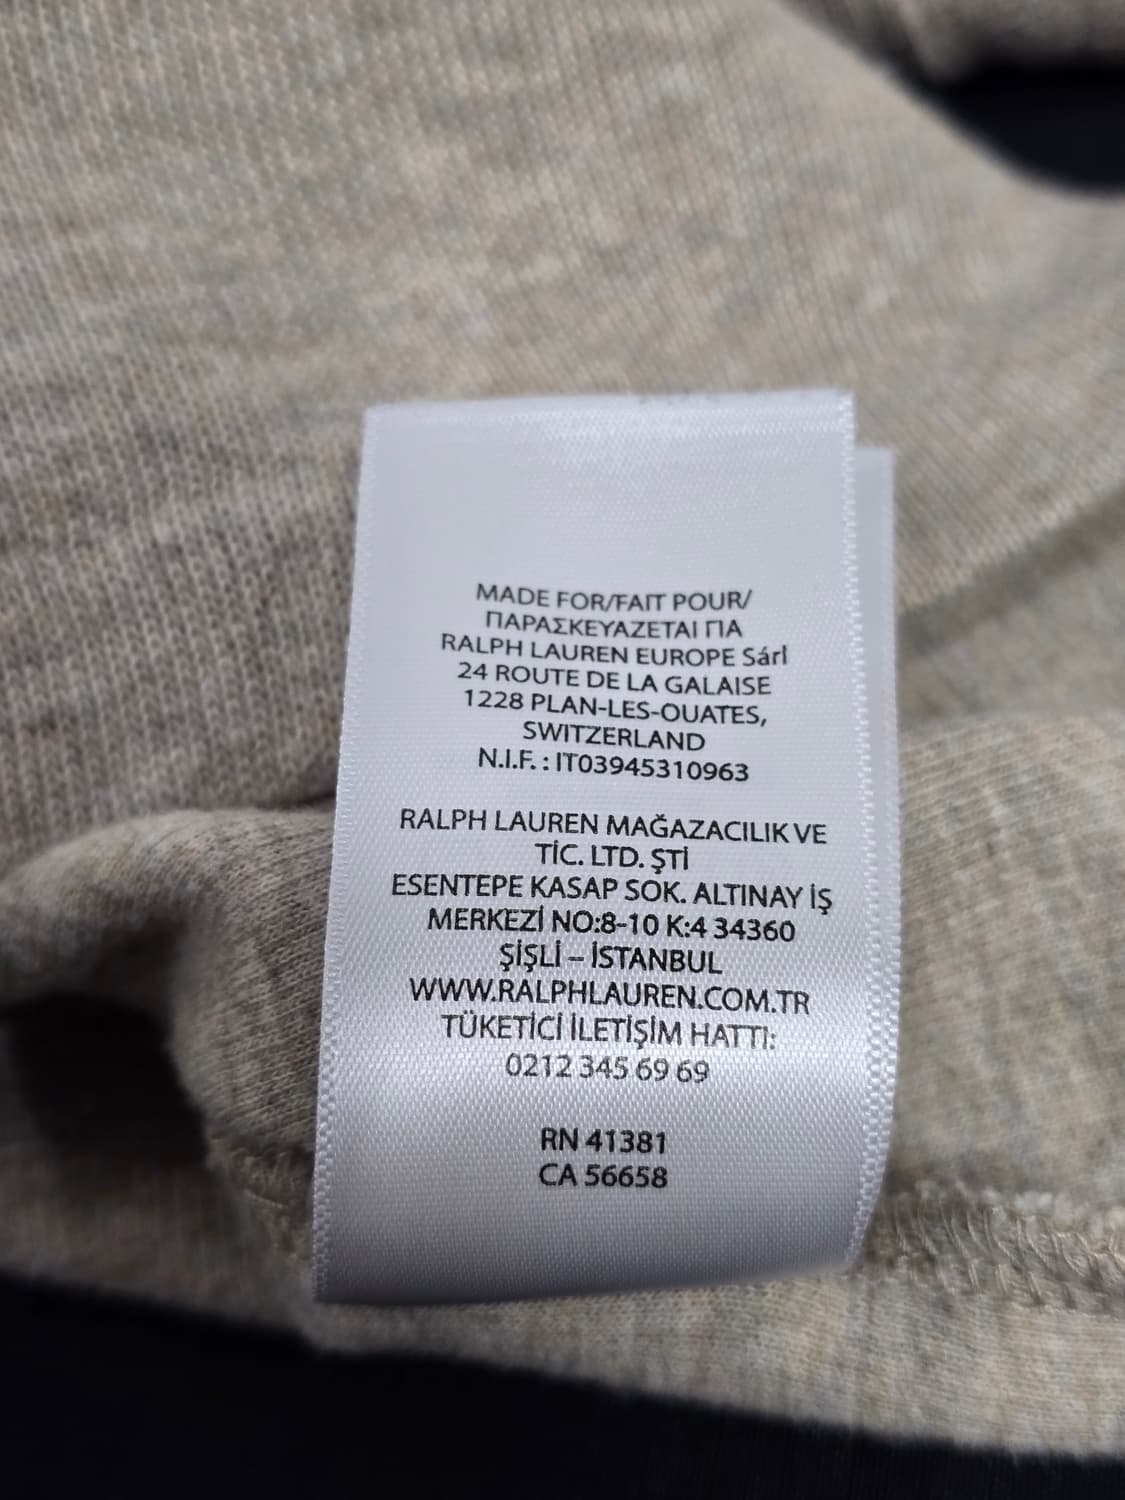 MADE FOR/FAIT POUR/
ΠΑΡΑΣΚΕΥΑΖΕΤΑΙ ΓΙΑ
RALPH LAUREN EUROPE Sárl
24 ROUTE DE LA GALAISE
1228 PLAN-LES-OUATES,
SWITZERLAND
N.I.F. : IT03945310963
RALPH LAUREN MAĞAZACILIK VE
TİC. LTD. ŞTİ
ESENTEPE KASAP SOK. ALTINAY İŞ
MERKEZİ NO:8-10 K:4 34360
ŞİŞLİ – İSTANBUL
WWW.RALPHLAUREN.COM.TR
TÜKETİCİ İLETİŞİM HATTI:
0212 345 69 69
RN 41381
CA 56658